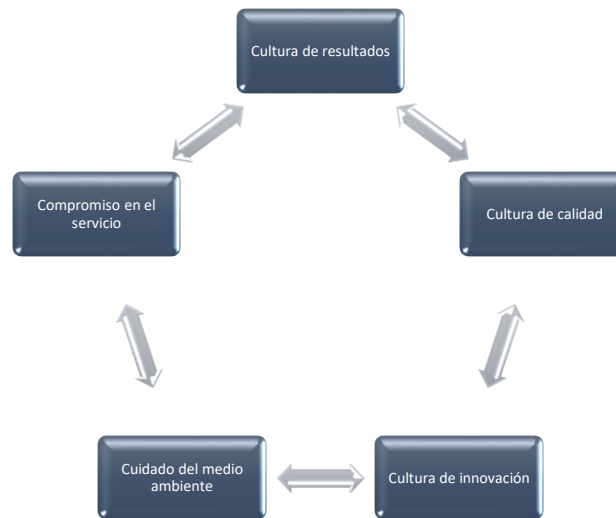 Cultura de resultados
Compromiso en el
servicio
Cultura de calidad
Cuidado del medio
ambiente
Cultura de innovación